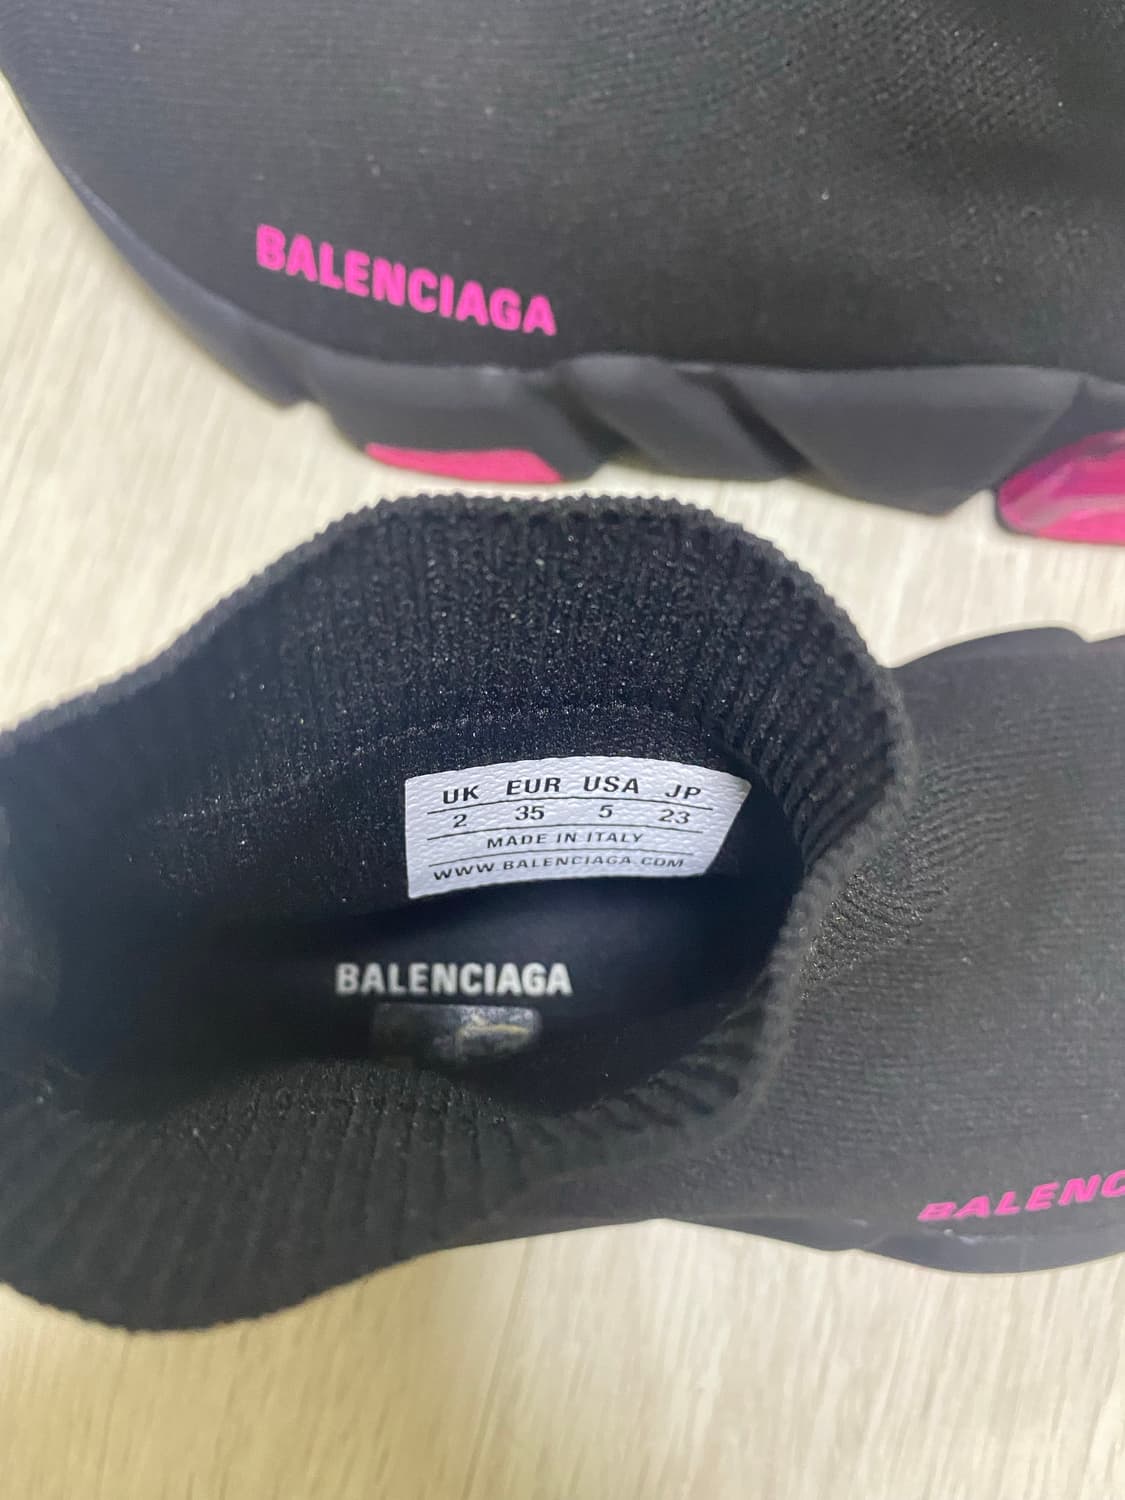 BALENCIAGA
UK EUR USA JP
2 35 5 23
MADE IN ITALY
WWW.BALENCIAGA.COM
BALENCIAGA
BALENC